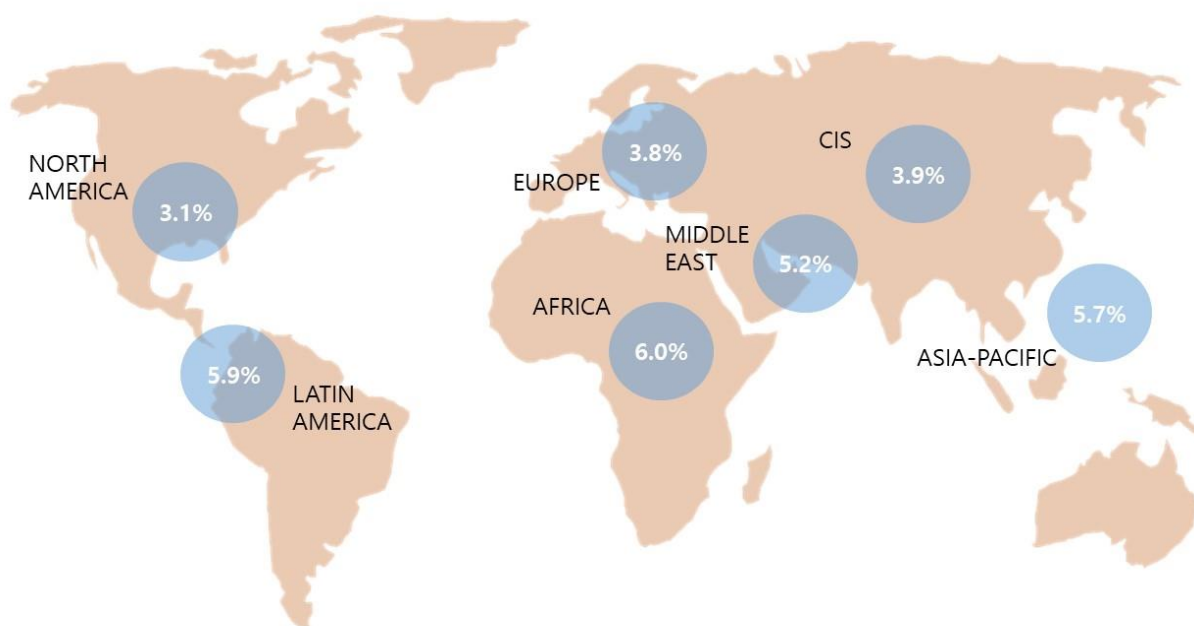 NORTH
AMERICA
3.1%
5.9%
LATIN
AMERICA
EUROPE
3.8%
CIS
3.9%
MIDDLE
EAST
5.2%
AFRICA
6.0%
5.7%
ASIA-PACIFIC